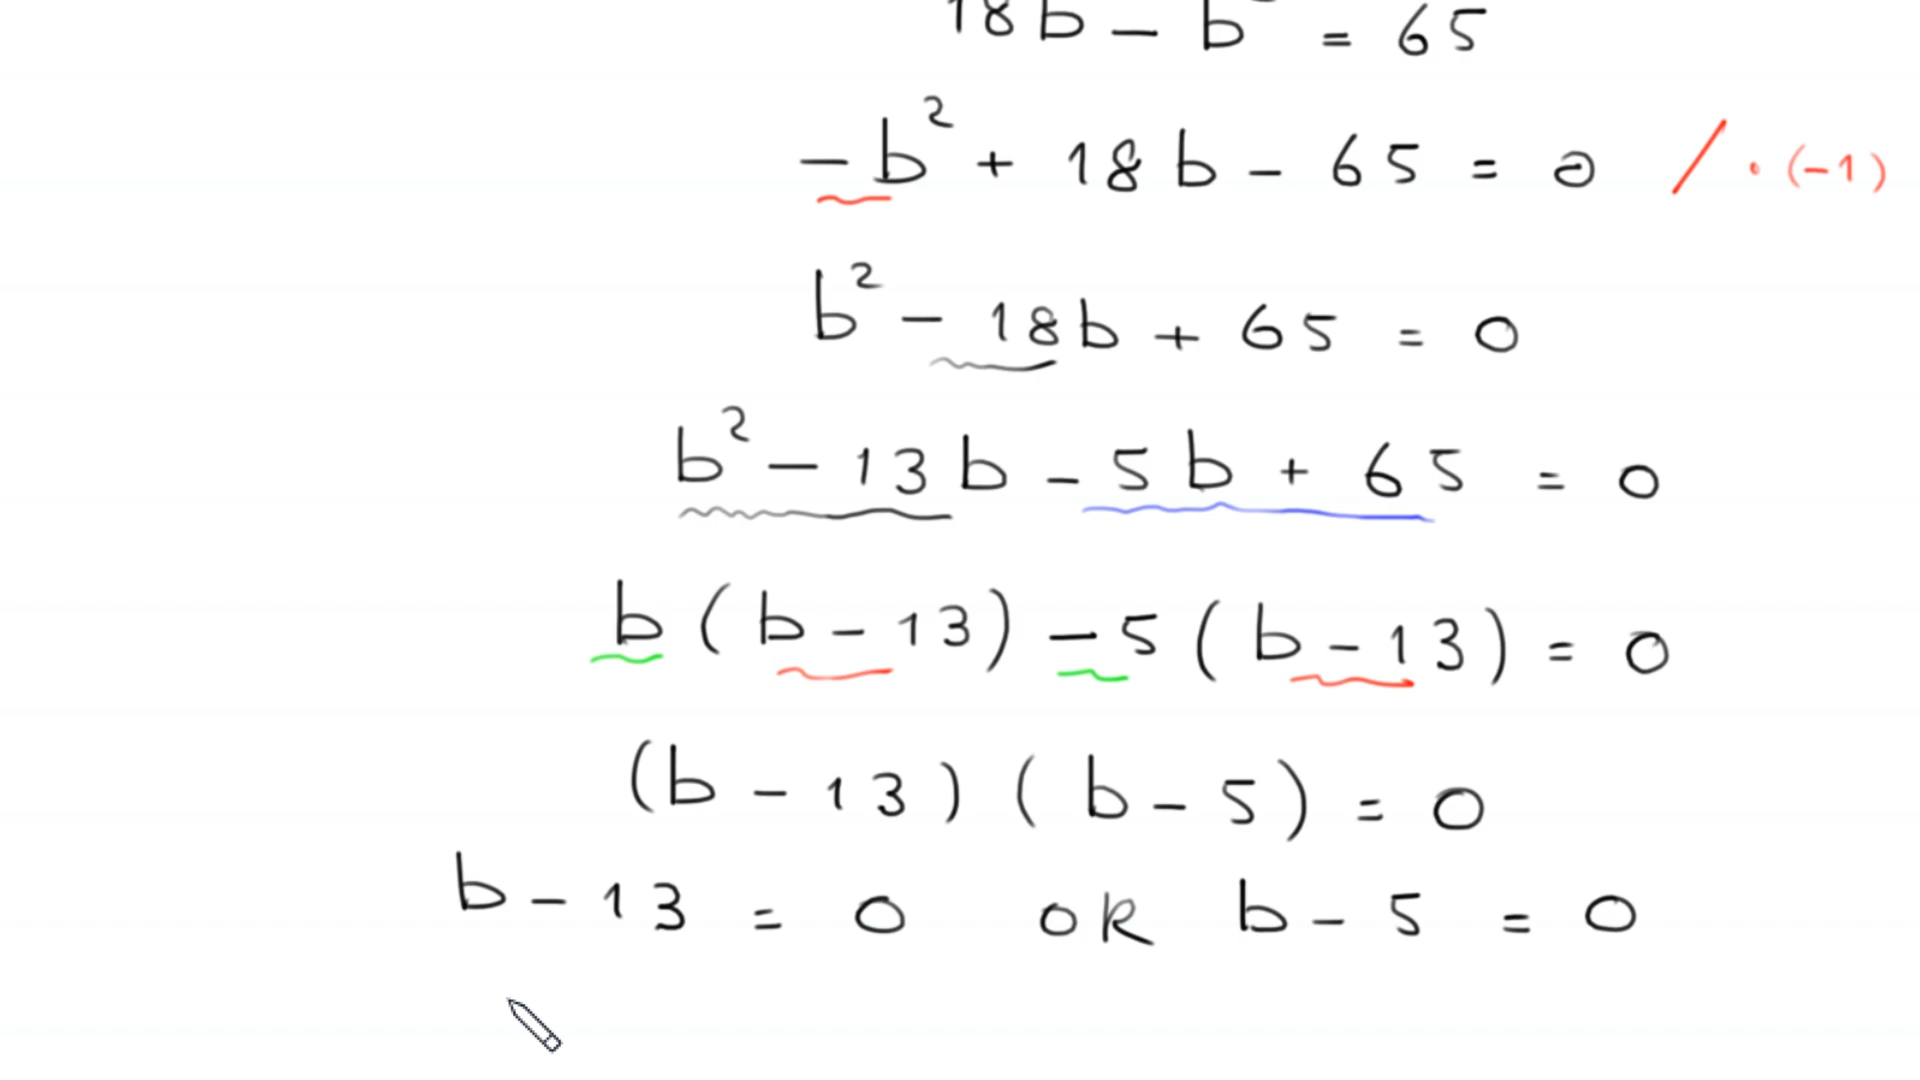 18b - b² = 65
-b² + 18b - 65 = 0 / · (-1)
b² - 18b + 65 = 0
b² - 13b - 5b + 65 = 0
b(b - 13) - 5(b - 13) = 0
(b - 13)(b - 5) = 0
b - 13 = 0 OR b - 5 = 0